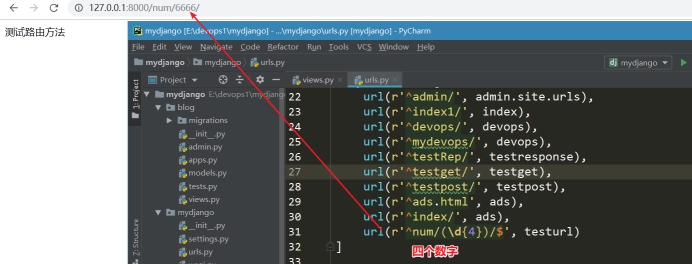 127.0.0.1:8000/num/6666/
测试路由方法
mydjango [E:\devops1\mydjango] - ...\mydjango\urls.py [mydjango] - PyCharm
File Edit View Navigate Code Refactor Run Tools VCS Window Help
mydjango mydjango urls.py mydjango
1: Project
Z: Structure
Project
mydjango E:\devops1\mydjang
blog
migrations
__init__.py
admin.py
apps.py
models.py
tests.py
views.py
mydjango
__init__.py
settings.py
urls.py
views.py urls.py
22 url(r'^admin/', admin.site.urls),
23 url(r'^index1/', index),
24 url(r'^devops/', devops),
25 url(r'^mydevops/', devops),
26 url(r'^testRep/', testresponse),
27 url(r'^testget/', testget),
28 url(r'^testpost/', testpost),
29 url(r'^ads.html', ads),
30 url(r'^index/', ads),
31 url(r'^num/(\d{4})/$', testurl)
32 ]
四个数字